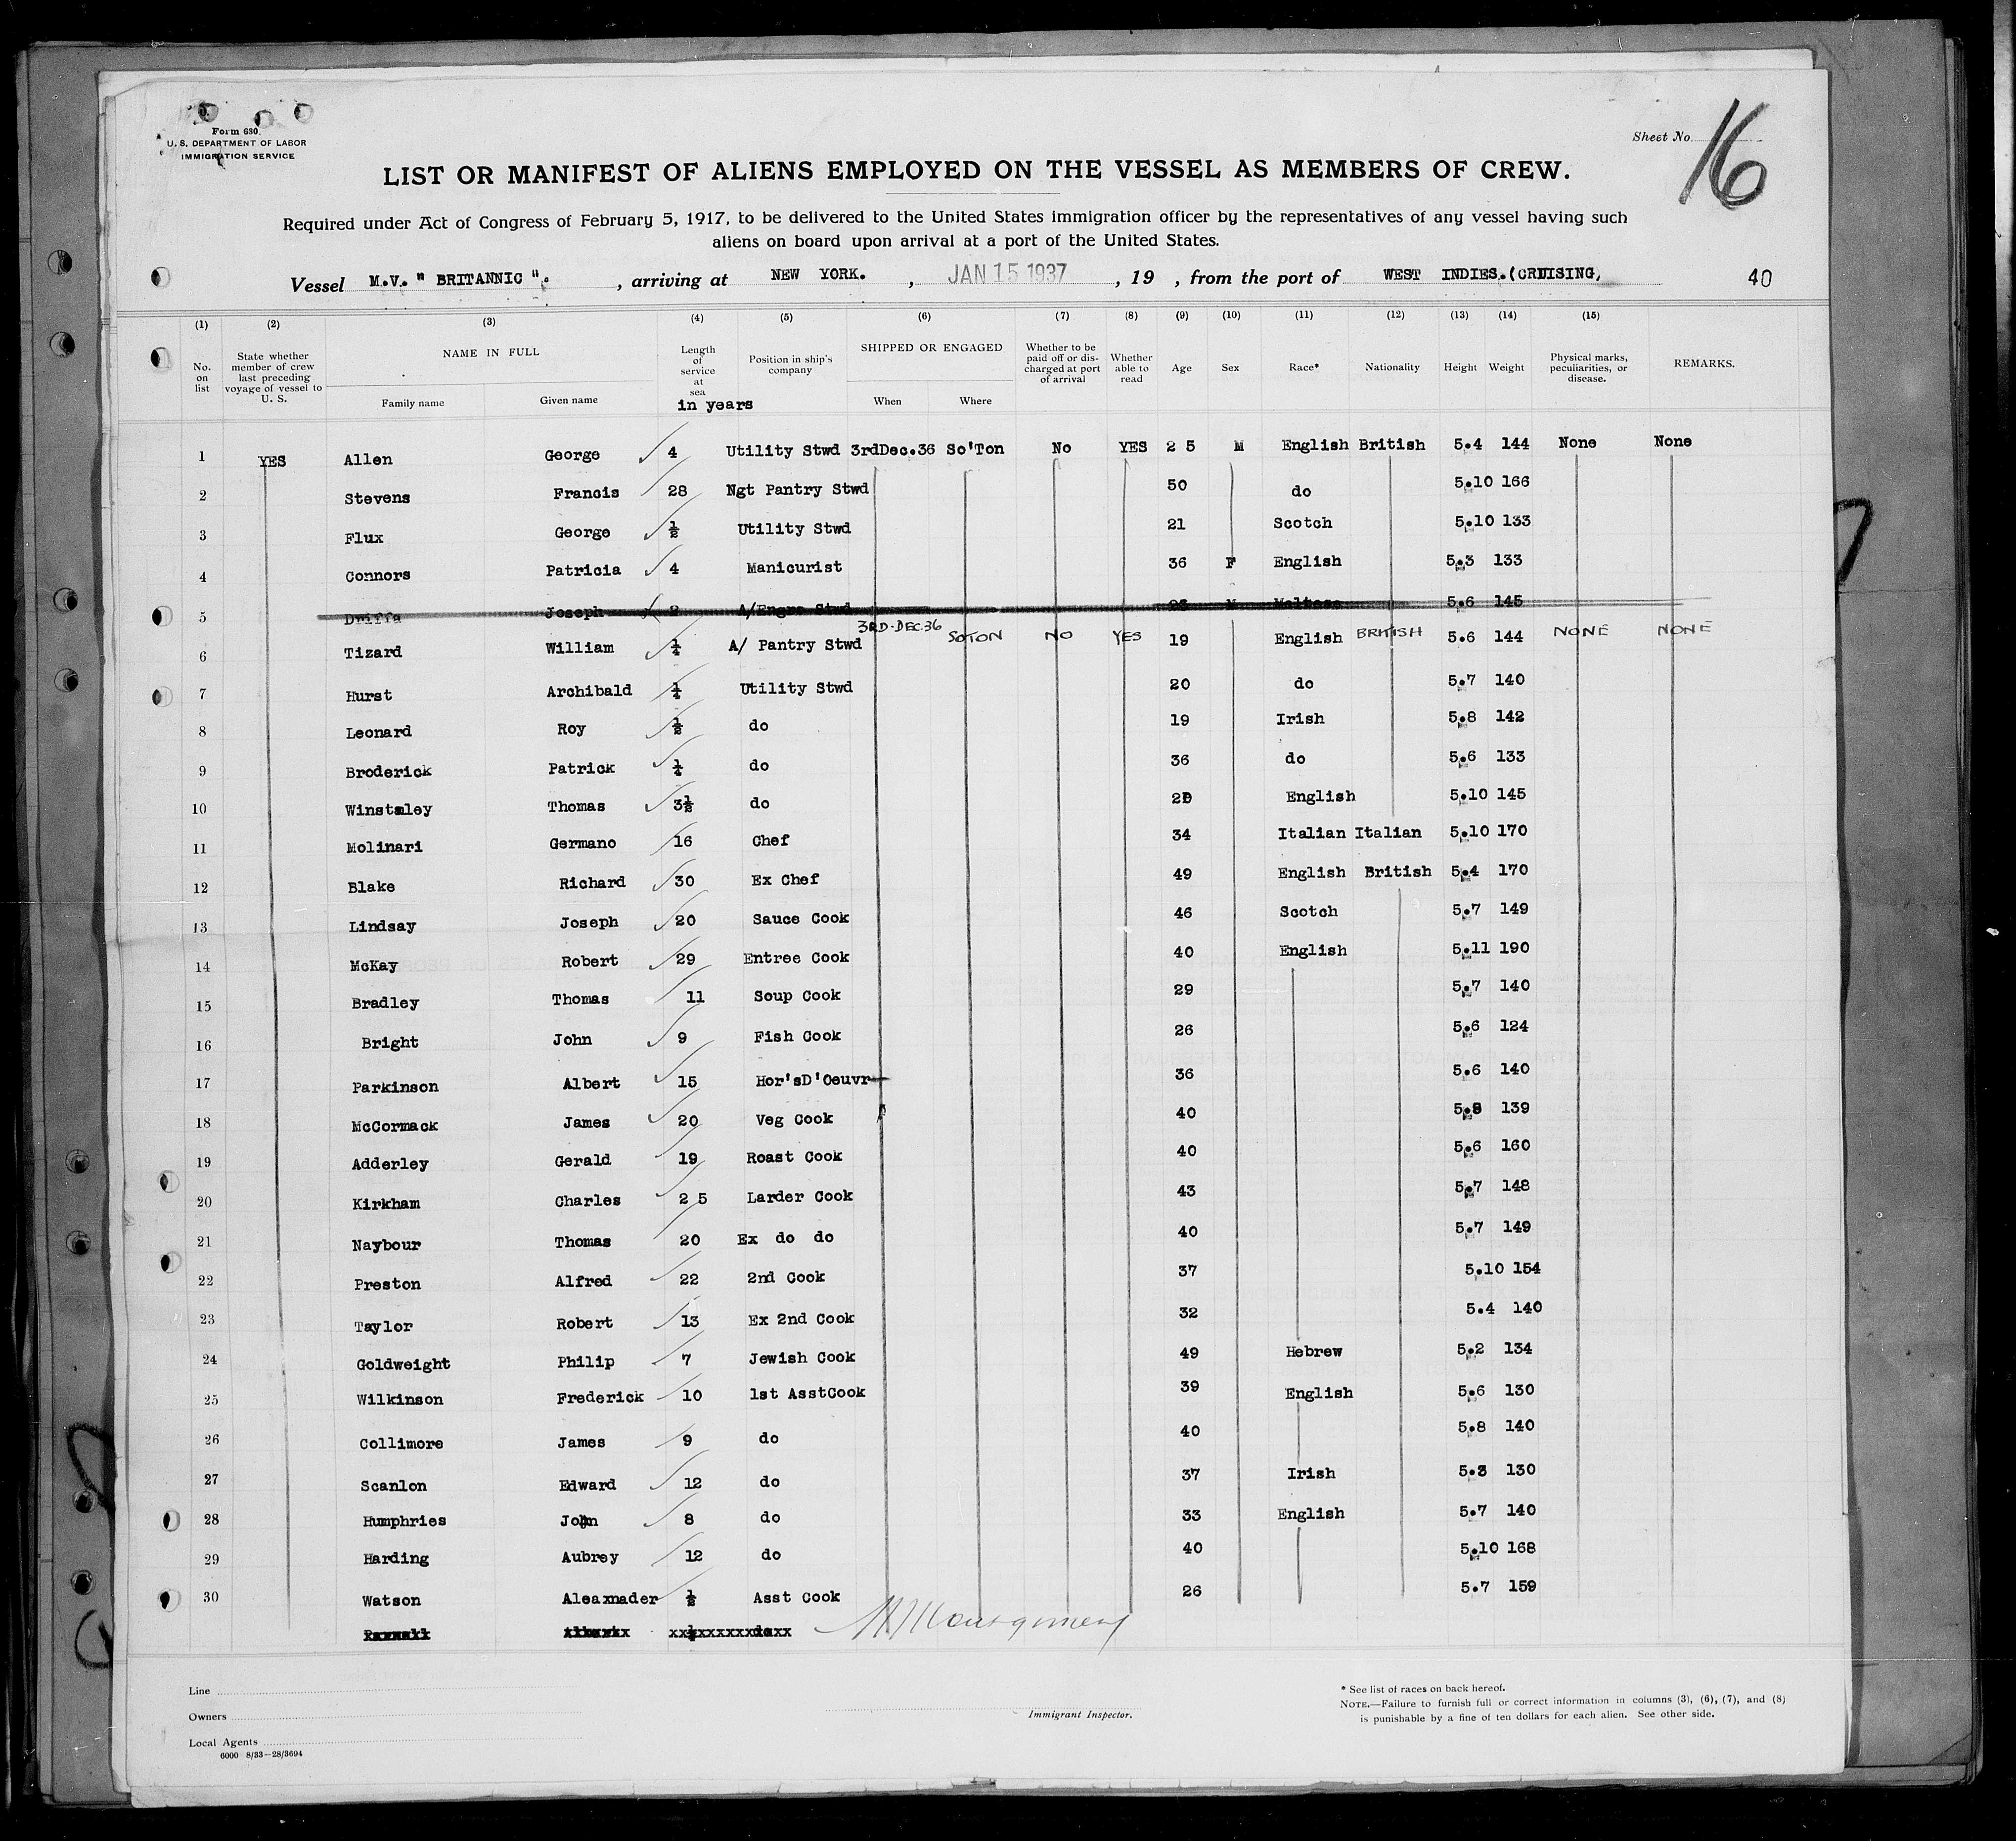 Form 630.
U. S. DEPARTMENT OF LABOR
IMMIGRATION SERVICE
Sheet No. 16
LIST OR MANIFEST OF ALIENS EMPLOYED ON THE VESSEL AS MEMBERS OF CREW.
Required under Act of Congress of February 5, 1917, to be delivered to the United States immigration officer by the representatives of any vessel having such
aliens on board upon arrival at a port of the United States.
Vessel M.V. " BRITANNIC ". , arriving at NEW YORK. , JAN 15 1937 , 19 , from the port of WEST INDIES.(CRUISING, 40
(1) (2) (3) (4) (5) (6) (7) (8) (9) (10) (11) (12) (13) (14) (15)
No. on list State whether member of crew last preceding voyage of vessel to U. S. NAME IN FULL Family name Given name Length of service at sea in years Position in ship's company SHIPPED OR ENGAGED When Where Whether to be paid off or discharged at port of arrival Whether able to read Age Sex Race* Nationality Height Weight Physical marks, peculiarities, or disease. REMARKS.
1 YES Allen George 4 Utility Stwd 3rdDec.36 So'Ton No YES 2 5 M English British 5.4 144 None None
2 Stevens Francis 28 Ngt Pantry Stwd 50 do 5.10 166
3 Flux George ½ Utility Stwd 21 Scotch 5.10 133
4 Connors Patricia 4 Manicurist 36 F English 5.3 133
5 Driffa Joseph 2 A/Engrs Stwd 23 M Maltese 5.6 145
6 Tizard William ¼ A/ Pantry Stwd 3RD-DEC.36 SOTON NO YES 19 English BRITISH 5.6 144 NONE NONE
7 Hurst Archibald ¼ Utility Stwd 20 do 5.7 140
8 Leonard Roy ½ do 19 Irish 5.8 142
9 Broderick Patrick ¼ do 36 do 5.6 133
10 Winstaley Thomas 3½ do English 5.10 145
11 Molinari Germano 16 Chef 34 Italian Italian 5.10 170
12 Blake Richard 30 Ex Chef 49 English British 5.4 170
13 Lindsay Joseph 20 Sauce Cook 46 Scotch 5.7 149
14 McKay Robert 29 Entree Cook 40 English 5.11 190
15 Bradley Thomas 11 Soup Cook 29 5.7 140
16 Bright John 9 Fish Cook 26 5.6 124
17 Parkinson Albert 15 Hor'sD'Oeuvr 36 5.6 140
18 McCormack James 20 Veg Cook 40 139
19 Adderley Gerald 19 Roast Cook 40 5.6 160
20 Kirkham Charles 2 5 Larder Cook 43 5.7 148
21 Naybour Thomas 20 Ex do do 40 5.7 149
22 Preston Alfred 22 2nd Cook 37 5.10 154
23 Taylor Robert 13 Ex 2nd Cook 32 5.4 140
24 Goldweight Philip 7 Jewish Cook 49 Hebrew 5.2 134
25 Wilkinson Frederick 10 1st AsstCook 39 English 5.6 130
26 Collimore James 9 do 40 5.8 140
27 Scanlon Edward 12 do 37 Irish 5.3 130
28 Humphries John 8 do 33 English 5.7 140
29 Harding Aubrey 12 do 40 5.10 168
30 Watson Aleaxnader ½ Asst Cook 26 5.7 159
Montgomery
Line
Owners
Local Agents
6000 8/33—28/3694
Immigrant Inspector.
* See list of races on back hereof.
NOTE.—Failure to furnish full or correct information in columns (3), (6), (7), and (8)
is punishable by a fine of ten dollars for each alien. See other side.